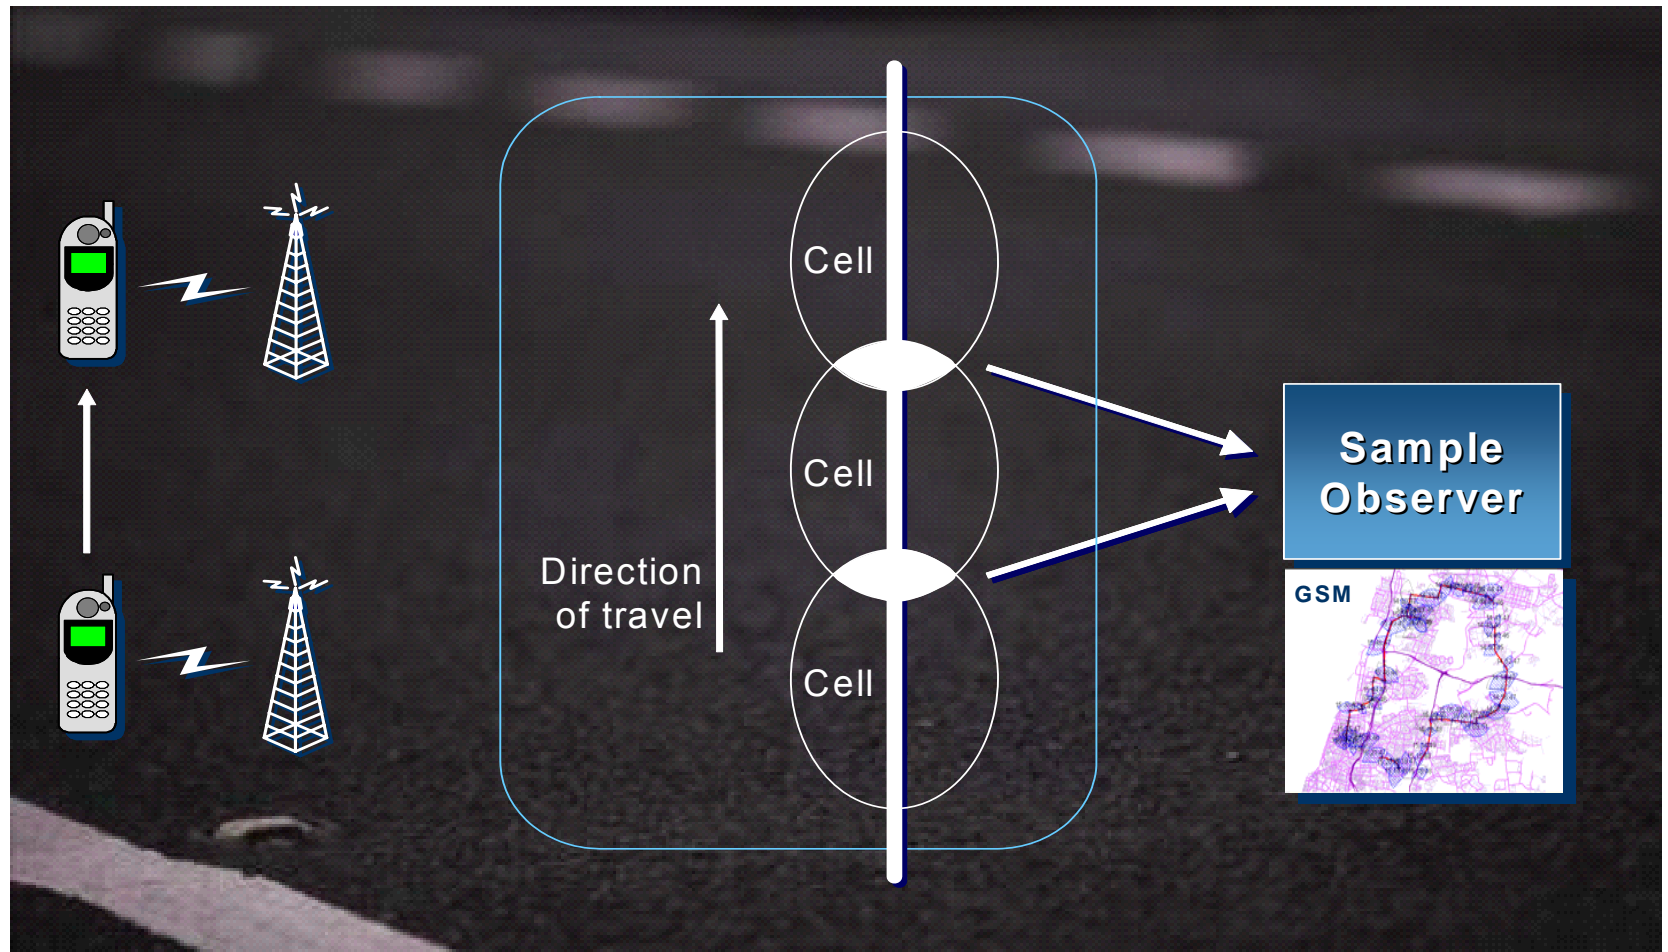 Cell
Cell
Direction
of travel
Cell
Sample
Observer
GSM